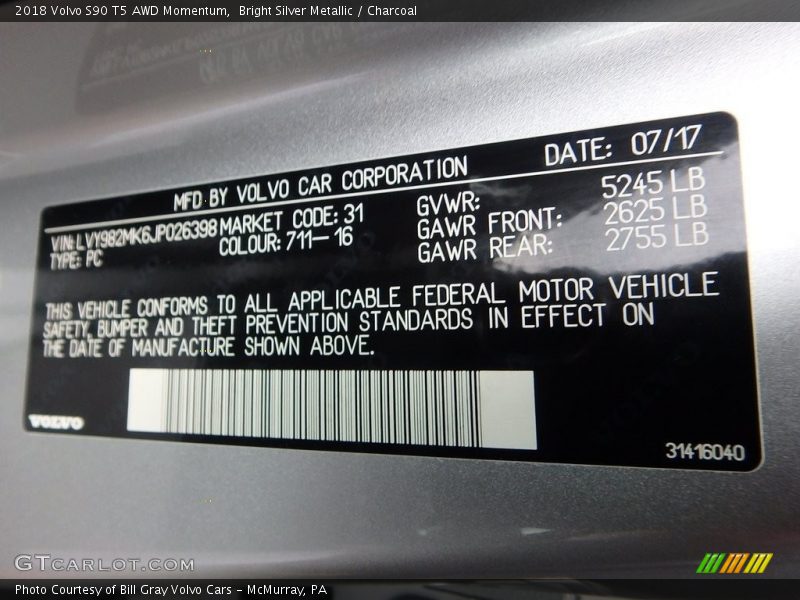 2018 Volvo S90 T5 AWD Momentum,  Bright Silver Metallic / Charcoal
MFD BY VOLVO CAR CORPORATION
DATE: 07/17
VIN: LVY982MK6JP026398 MARKET CODE: 31
TYPE: PC
COLOUR: 711-16
GVWR: 5245 LB
GAWR FRONT: 2625 LB
GAWR REAR: 2755 LB
THIS VEHICLE CONFORMS TO ALL APPLICABLE FEDERAL MOTOR VEHICLE
SAFETY, BUMPER AND THEFT PREVENTION STANDARDS IN EFFECT ON
THE DATE OF MANUFACTURE SHOWN ABOVE.
VOLVO
31416040
GTCARLOT.COM
Photo Courtesy of Bill Gray Volvo Cars - McMurray, PA